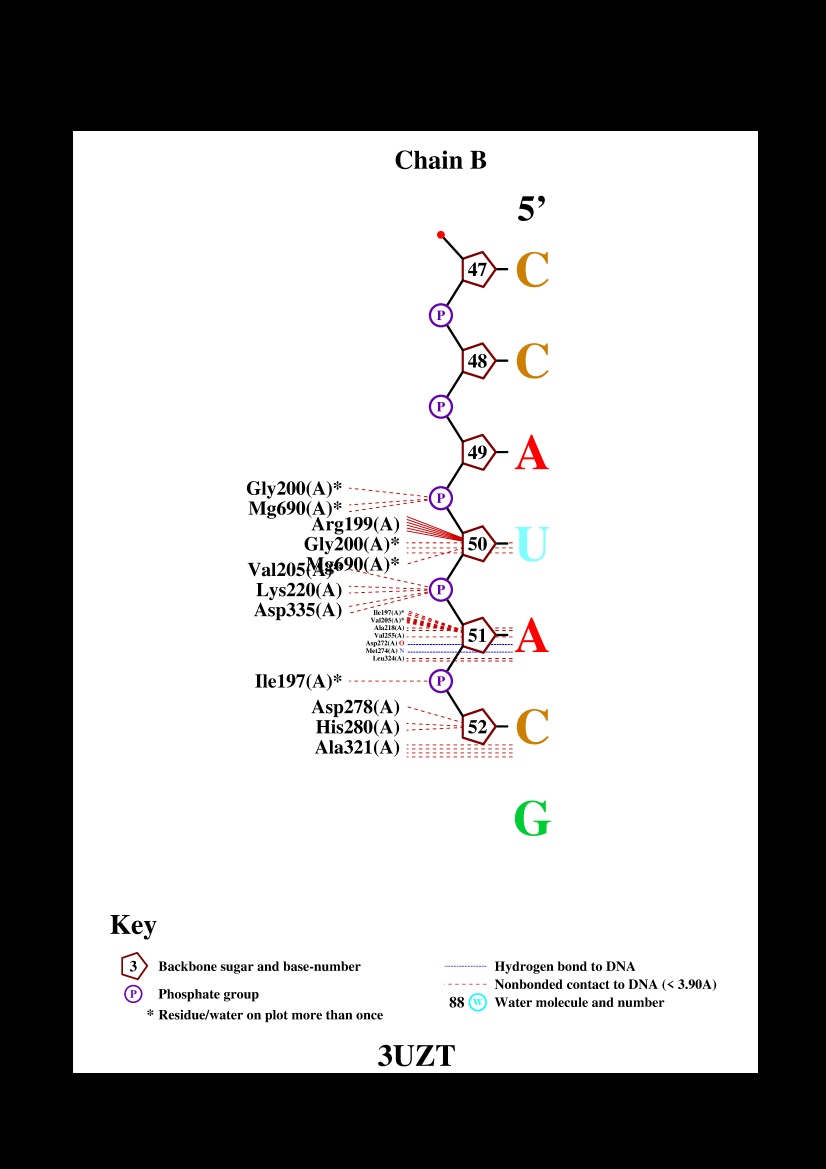 Chain B
5’
47 C
P
48 C
P
49 A
Gly200(A)*
P
Mg690(A)*
Arg199(A)
Gly200(A)* 50 U
Mg690(A)*
Val205(A)*
Lys220(A) P
Asp335(A)
Ile197(A)*
Val205(A)*
Ala218(A)
Val255(A) 51 A
Asp272(A) O
Met274(A) N
Leu324(A)
Ile197(A)* P
Asp278(A)
His280(A) 52 C
Ala321(A)
G
Key
3 Backbone sugar and base-number
P Phosphate group
* Residue/water on plot more than once
Hydrogen bond to DNA
Nonbonded contact to DNA (< 3.90A)
88 W Water molecule and number
3UZT